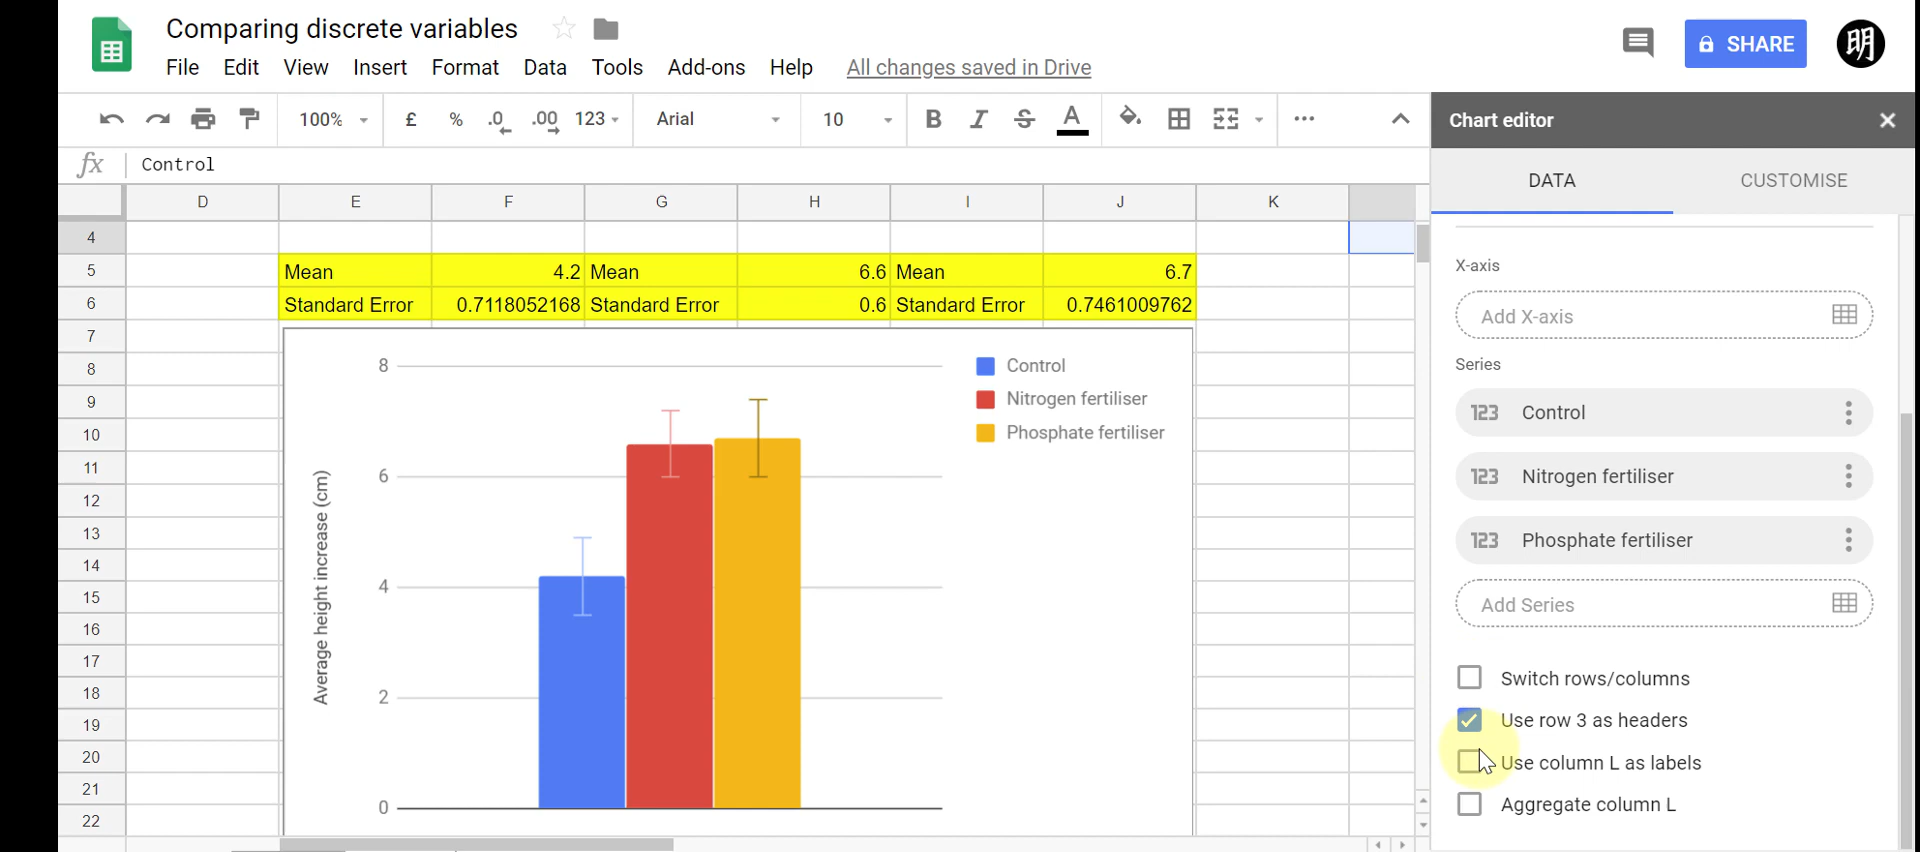 Comparing discrete variables
File Edit View Insert Format Data Tools Add-ons Help All changes saved in Drive
SHARE
明
100% £ % .0 .00 123 Arial 10 B I S A
fx Control
D E F G H I J K
4
5 Mean 4.2 Mean 6.6 Mean 6.7
6 Standard Error 0.7118052168 Standard Error 0.6 Standard Error 0.7461009762
7
8
9
10
11
12
13
14
15
16
17
18
19
20
21
22
Average height increase (cm)
8
6
4
2
0
Control
Nitrogen fertiliser
Phosphate fertiliser
Chart editor
DATA CUSTOMISE
X-axis
Add X-axis
Series
123 Control
123 Nitrogen fertiliser
123 Phosphate fertiliser
Add Series
Switch rows/columns
Use row 3 as headers
Use column L as labels
Aggregate column L